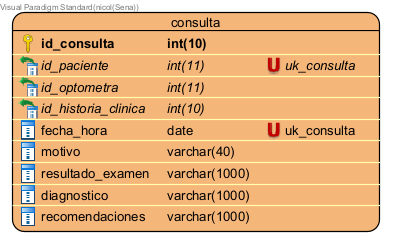 Visual Paradigm Standard(nicol(Sena))
consulta
id_consulta int(10)
id_paciente int(11) U uk_consulta
id_optometra int(11)
id_historia_clinica int(10)
fecha_hora date U uk_consulta
motivo varchar(40)
resultado_examen varchar(1000)
diagnostico varchar(1000)
recomendaciones varchar(1000)